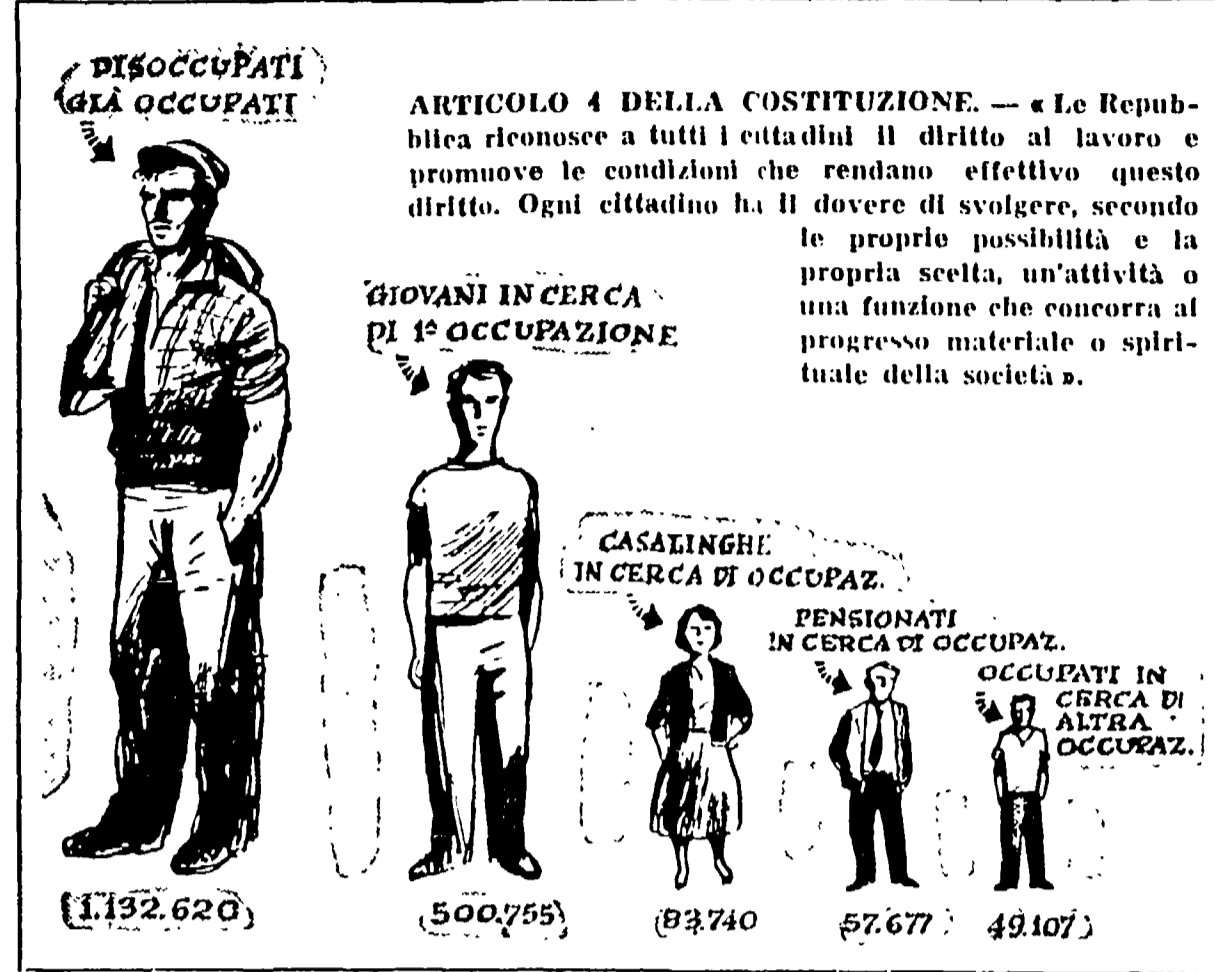 DISOCCUPATI
GIÀ OCCUPATI
ARTICOLO 4 DELLA COSTITUZIONE. — « Le Repub-
blica riconosce a tutti i cittadini il diritto al lavoro e
promuove le condizioni che rendano effettivo questo
diritto. Ogni cittadino ha il dovere di svolgere, secondo
le proprie possibilità e la
propria scelta, un'attività o
una funzione che concorra al
progresso materiale o spiri-
tuale della società ».
GIOVANI IN CERCA
DI 1ª OCCUPAZIONE
CASALINGHE
IN CERCA DI OCCUPAZ.
PENSIONATI
IN CERCA DI OCCUPAZ.
OCCUPATI IN
CERCA DI
ALTRA
OCCUPAZ.
1.132.620
500.755
83.740
57.677
49.107